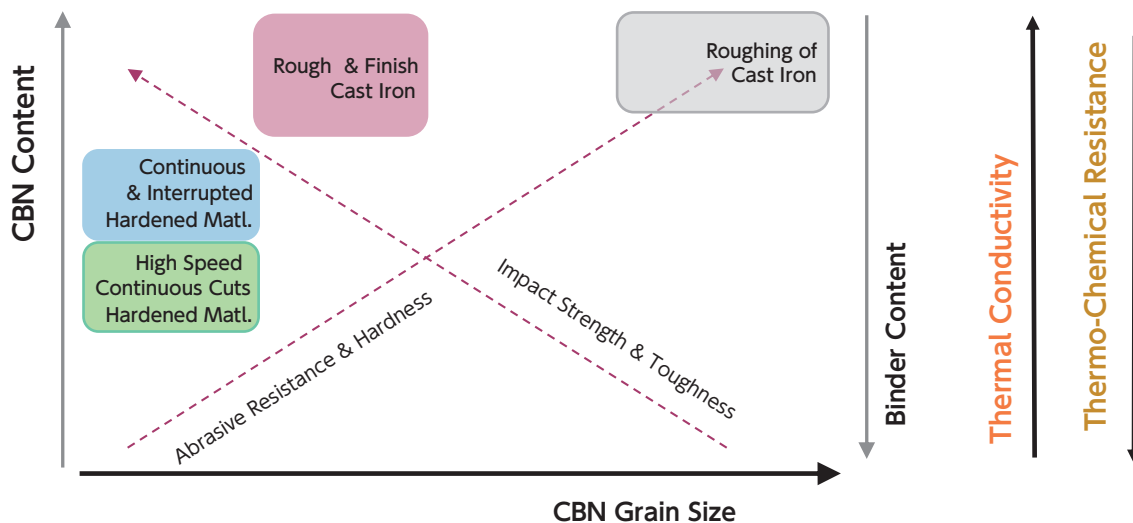 CBN Content
Rough & Finish
Cast Iron
Roughing of
Cast Iron
Continuous
& Interrupted
Hardened Matl.
High Speed
Continuous Cuts
Hardened Matl.
Abrasive Resistance & Hardness
Impact Strength & Toughness
Binder Content
Thermal Conductivity
Thermo-Chemical Resistance
CBN Grain Size